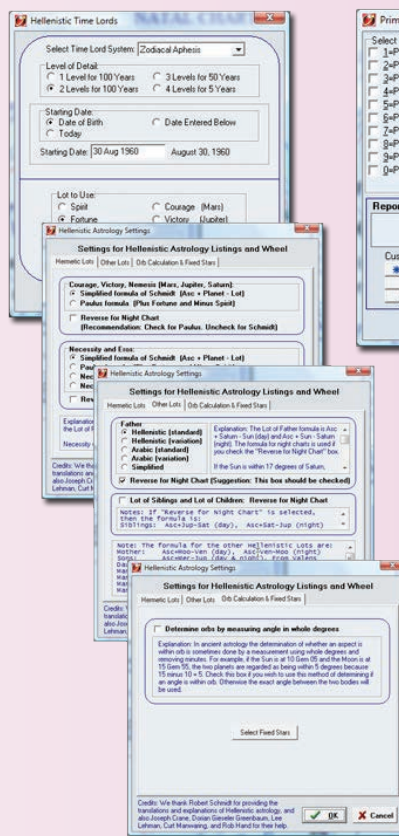 NATAL CHART
Hellenistic Time Lords
Select Time Lord System: Zodiacal Aphesis
Level of Detail:
1 Level for 100 Years
3 Levels for 50 Years
2 Levels for 100 Years
4 Levels for 5 Years
Starting Date:
Date of Birth
Date Entered Below
Today
Starting Date: 30 Aug 1960
August 30, 1960
Lot to Use:
Spirit
Courage (Mars)
Fortune
Victory (Jupiter)
Prim
Select
1=P
2=P
3=P
4=P
5=P
6=P
7=P
8=P
9=P
0=P
Repor
Cus
Hellenistic Astrology Settings
Settings for Hellenistic Astrology Listings and Wheel
Hermetic Lots
Other Lots
Orb Calculation & Fixed Stars
Courage, Victory, Nemesis (Mars, Jupiter, Saturn):
Simplified formula of Schmidt (Asc + Planet - Lot)
Paulus formula (Plus Fortune and Minus Spirit)
Reverse for Night Chart
(Recommendation: Check for Paulus. Uncheck for Schmidt)
Necessity and Eros:
Simplified formula of Schmidt (Asc + Planet - Lot)
Pau
Nec
Nec
Rev
Explanation
the Lot of F
Necessity
Credits: We tha
translations an
also Joseph C
Lehman, Curt M
Hellenistic Astrology Settings
Settings for Hellenistic Astrology Listings and Wheel
Hermetic Lots
Other Lots
Orb Calculation & Fixed Stars
Father
Hellenistic (standard)
Hellenistic (variation)
Arabic (standard)
Arabic (variation)
Simplified
Explanation: The Lot of Father formula is Asc
+ Saturn - Sun (day) and Asc + Sun - Saturn
(night). The formula for night charts is used if
you check the "Reverse for Night Chart" box.
If the Sun is within 17 degrees of Saturn,
Reverse for Night Chart (Suggestion: This box should be checked)
Lot of Siblings and Lot of Children: Reverse for Night Chart
Notes: If "Reverse for Night Chart" is selected,
then the formula is:
Siblings: Asc+Jup-Sat (day), Asc+Sat-Jup (night)
Note: The formula for the other Hellenistic Lots are:
Mother: Asc+Moo-Ven (day), Asc+Ven-Moo (night)
Hellenistic Astrology Settings
Settings for Hellenistic Astrology Listings and Wheel
Hermetic Lots
Other Lots
Orb Calculation & Fixed Stars
Determine orbs by measuring angle in whole degrees
Explanation: In ancient astrology the determination of whether an aspect is
within orb is sometimes done by a measurement using whole degrees and
removing minutes. For example, if the Sun is at 10 Gem 05 and the Moon is at
15 Gem 55, the two planets are regarded as being within 5 degrees because
15 minus 10 = 5. Check this box if you wish to use this method of determining if
an angle is within orb. Otherwise the exact angle between the two bodies will
be used.
Select Fixed Stars
Credits: We thank Robert Schmidt for providing the
translations and explanations of Hellenistic astrology, and
also Joseph Crane, Dorian Gieseler Greenbaum, Lee
Lehman, Curt Manwaring, and Rob Hand for their help.
OK
Cancel